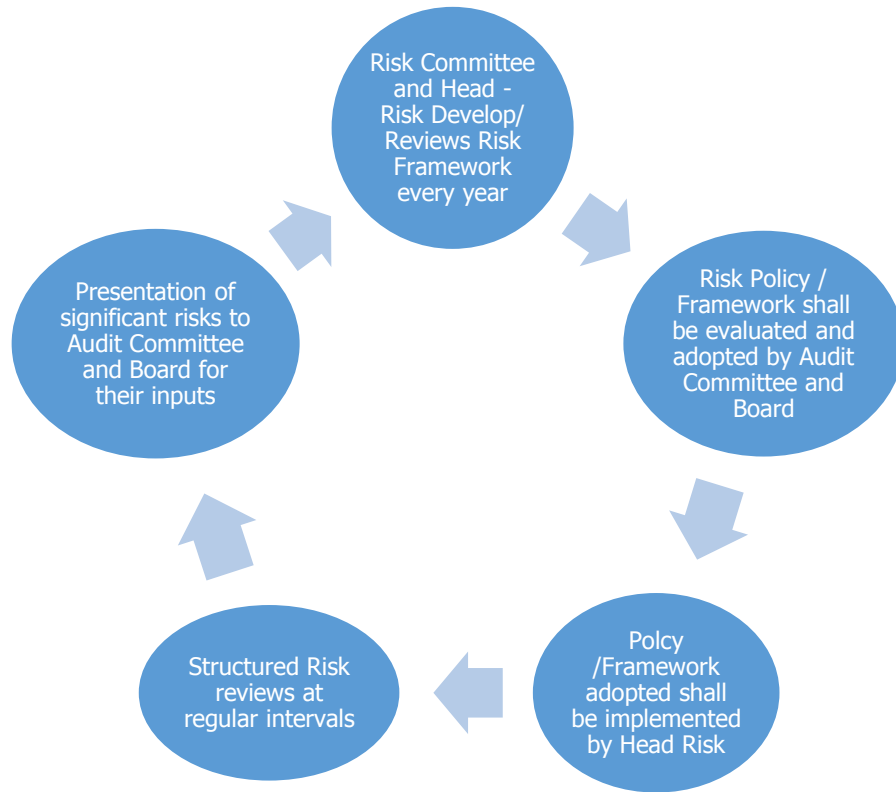 Risk Committee
and Head -
Risk Develop/
Reviews Risk
Framework
every year
Risk Policy /
Framework shall
be evaluated and
adopted by Audit
Committee and
Board
Polcy
/Framework
adopted shall
be implemented
by Head Risk
Structured Risk
reviews at
regular intervals
Presentation of
significant risks to
Audit Committee
and Board for
their inputs